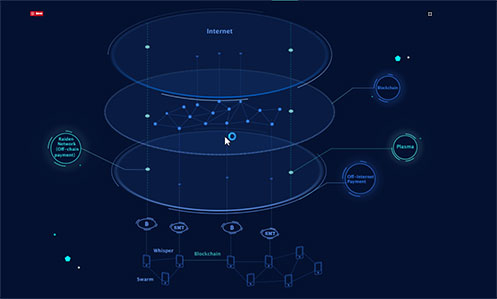 Internet
Blockchain
Raiden
Network
(Off-chain
payment)
Plasma
Off-Internet
Payment
B
KMT
B
KMT
Whisper
Blockchain
Swarm